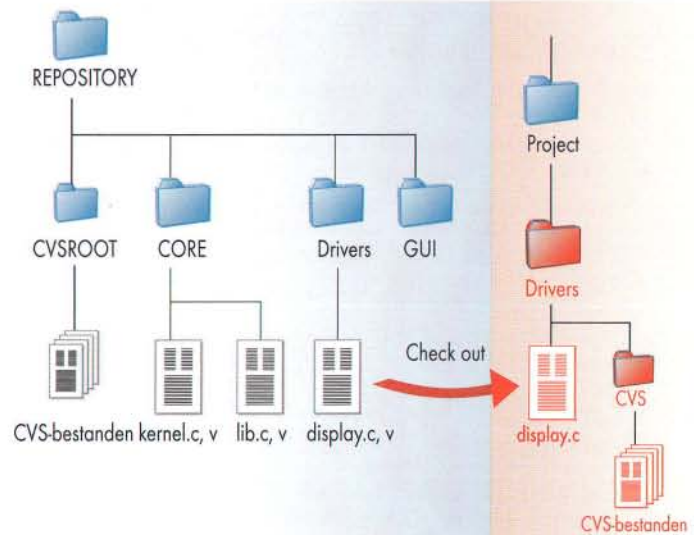 REPOSITORY
CVSROOT
CORE
Drivers
GUI
CVS-bestanden
kernel.c, v
lib.c, v
display.c, v
Check out
Project
Drivers
display.c
CVS
CVS-bestanden